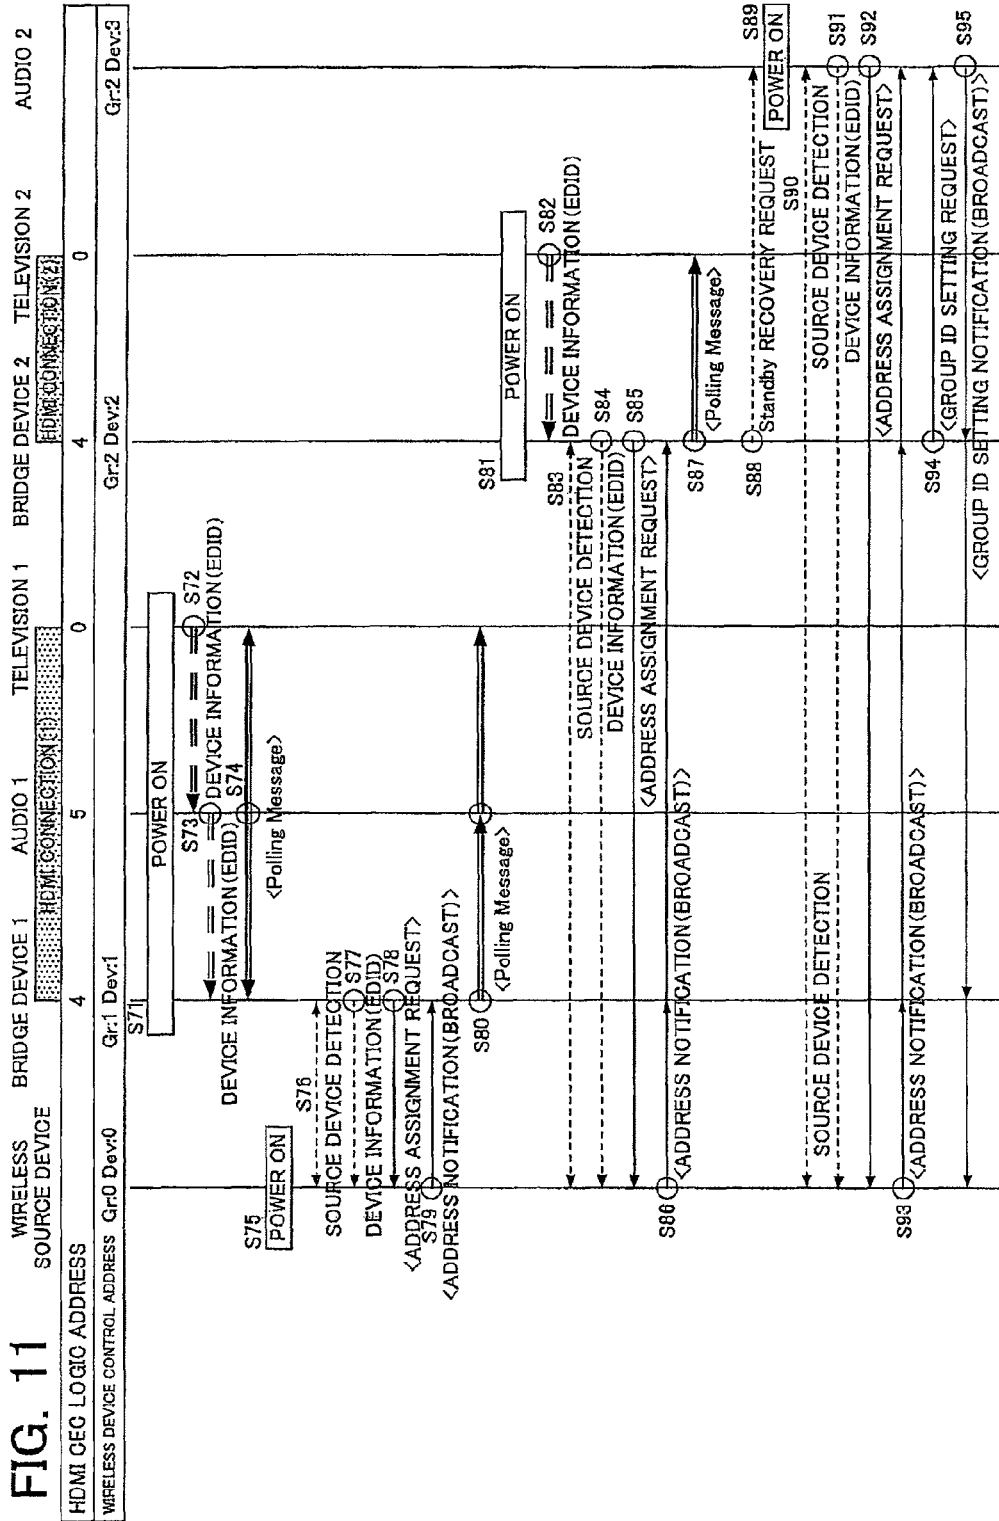 FIG. 11
WIRELESS
SOURCE DEVICE
BRIDGE DEVICE 1
AUDIO 1
TELEVISION 1
BRIDGE DEVICE 2
TELEVISION 2
AUDIO 2
HDMI CONNECTION(1)
HDMI CONNECTION(2)
HDMI CEC LOGIC ADDRESS
4
5
0
4
0
WIRELESS DEVICE CONTROL ADDRESS
Gr:0 Dev:0
Gr:1 Dev:1
Gr:2 Dev:2
Gr:2 Dev:3
S71
POWER ON
S72
DEVICE INFORMATION(EDID)
S73
DEVICE INFORMATION(EDID)
S74
<Polling Message>
S75
POWER ON
S76
SOURCE DEVICE DETECTION
S77
DEVICE INFORMATION(EDID)
S78
<ADDRESS ASSIGNMENT REQUEST>
S79
<ADDRESS NOTIFICATION(BROADCAST)>
S80
<Polling Message>
S81
POWER ON
S82
DEVICE INFORMATION(EDID)
S83
SOURCE DEVICE DETECTION
S84
DEVICE INFORMATION(EDID)
S85
<ADDRESS ASSIGNMENT REQUEST>
S86
<ADDRESS NOTIFICATION(BROADCAST)>
S87
<Polling Message>
S88
Standby RECOVERY REQUEST
S89
POWER ON
S90
SOURCE DEVICE DETECTION
SOURCE DEVICE DETECTION
S91
DEVICE INFORMATION(EDID)
S92
<ADDRESS ASSIGNMENT REQUEST>
S93
<ADDRESS NOTIFICATION(BROADCAST)>
S94
<GROUP ID SETTING REQUEST>
S95
<GROUP ID SETTING NOTIFICATION(BROADCAST)>